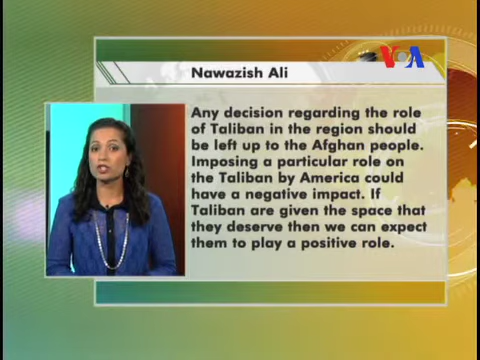 VOA
Nawazish Ali
Any decision regarding the role
of Taliban in the region should
be left up to the Afghan people.
Imposing a particular role on
the Taliban by America could
have a negative impact. If
Taliban are given the space that
they deserve then we can expect
them to play a positive role.